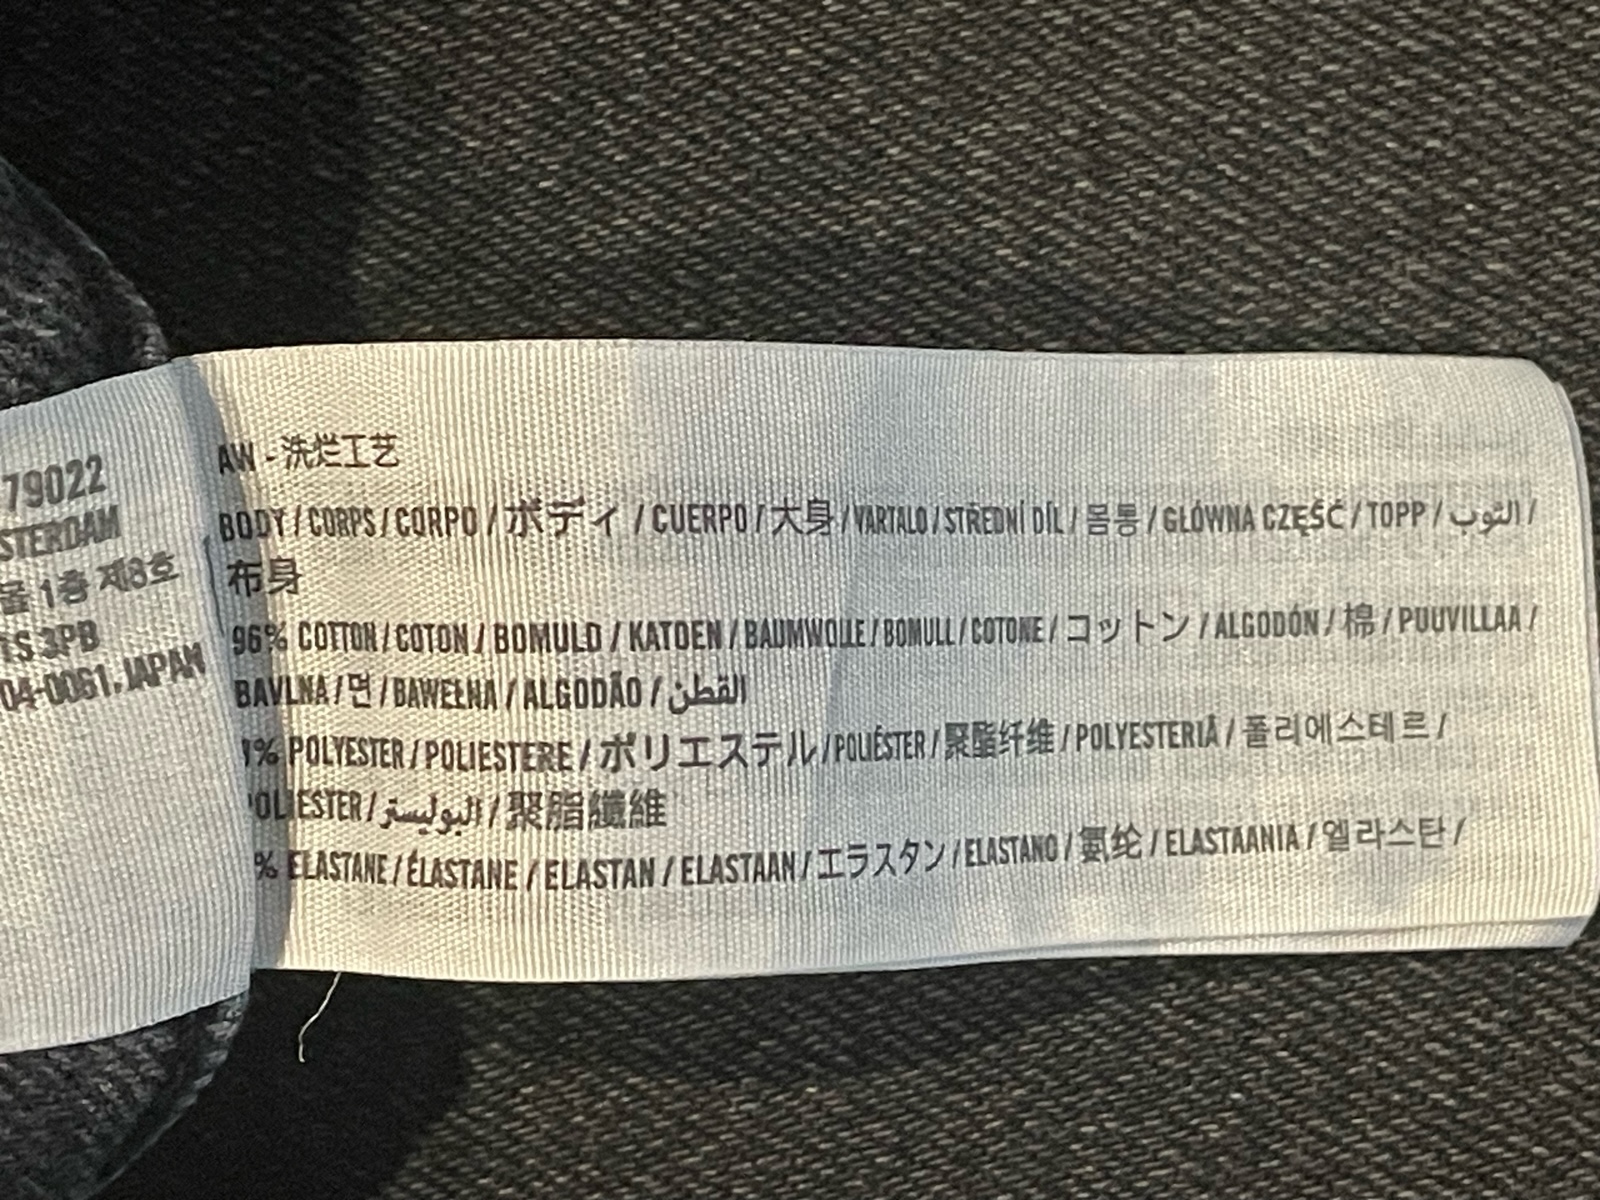 79022
STERDAM
몰 1층 제8호
TS 3PB
04-0061, JAPAN
AW - 洗烂工艺
BODY / CORPS / CORPO / ボディ / CUERPO / 大身 / VARTALO / STŘEDNÍ DÍL / 몸통 / GŁÓWNA CZĘŚĆ / TOPP / التوب /
布身
96% COTTON / COTON / BOMULD / KATOEN / BAUMWOLLE / BOMULL / COTONE / コットン / ALGODÓN / 棉 / PUUVILLAA /
BAVLNA / 면 / BAWEŁNA / ALGODÃO / القطن
1% POLYESTER / POLIESTERE / ポリエステル / POLIÉSTER / 聚酯纤维 / POLYESTERIÄ / 폴리에스테르 /
OLIESTER / البوليستر / 聚脂纖維
% ELASTANE / ÉLASTANE / ELASTAN / ELASTAAN / エラスタン / ELASTANO / 氨纶 / ELASTAANIA / 엘라스탄 /